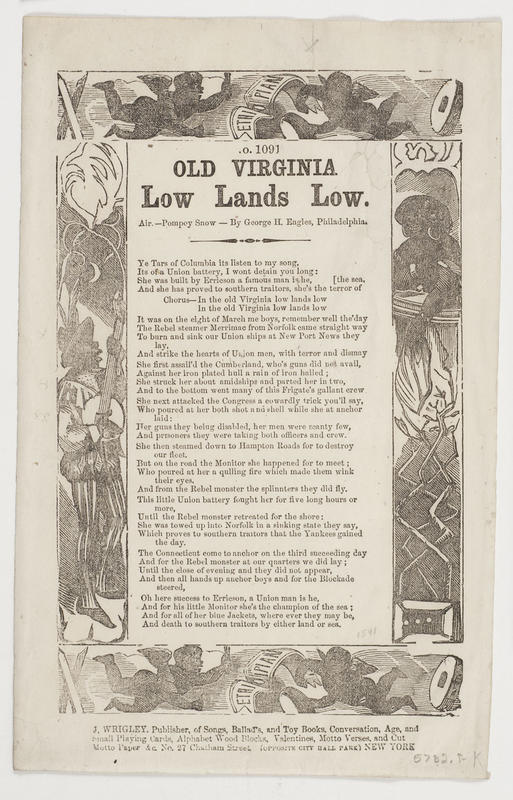 ETHIOPIAN
.o. 1091
OLD VIRGINIA
Low Lands Low.
Air.—Pompey Snow — By George H. Eagles, Philadelphia.
Ye Tars of Columbia its listen to my song,
Its of a Union battery, I wont detain you long:
She was built by Erricson a famous man is he, [the sea,
And she has proved to southern traitors, she's the terror of
Chorus—In the old Virginia low lands low
In the old Virginia low lands low
It was on the eight of March me boys, remember well the day
The Rebel steamer Merrimac from Norfolk came straight way
To burn and sink our Union ships at New Port News they
lay,
And strike the hearts of Union men, with terror and dismay
She first assail'd the Cumberland, who's guns did not avail,
Against her iron plated hull a rain of iron hailed;
She struck her about amidships and parted her in two,
And to the bottom went many of this Frigate's gallant crew
She next attacked the Congress a cowardly trick you'll say,
Who poured at her both shot and shell while she at anchor
laid:
Her guns they being disabled, her men were scanty few,
And prisoners they were taking both officers and crew.
She then steamed down to Hampton Roads for to destroy
our fleet.
But on the road the Monitor she happened for to meet;
Who poured at her a quiling fire which made them wink
their eyes.
And from the Rebel monster the splinnters they did fly.
This little Union battery fought her for five long hours or
more,
Until the Rebel monster retreated for the shore;
She was towed up into Norfolk in a sinking state they say,
Which proves to southern traitors that the Yankees gained
the day.
The Connecticut come to anchor on the third succeeding day
And for the Rebel monster at our quarters we did lay;
Until the close of evening and they did not appear,
And then all hands up anchor boys and for the Blockade
steered,
Oh here success to Erricson, a Union man is he,
And for his little Monitor she's the champion of the sea;
And for all of her blue Jackets, where ever they may be,
And death to southern traitors by either land or sea.
1591
ETHIOPIAN
J. WRIGLEY, Publisher, of Songs, Ballad's, and Toy Books, Conversation, Age, and
Small Playing Cards, Alphabet Wood Blocks, Valentines, Motto Verses, and Cut
Motto Paper &c. No. 27 Chatham Street, (OPPOSITE CITY HALL PARK) NEW YORK
5782.F K